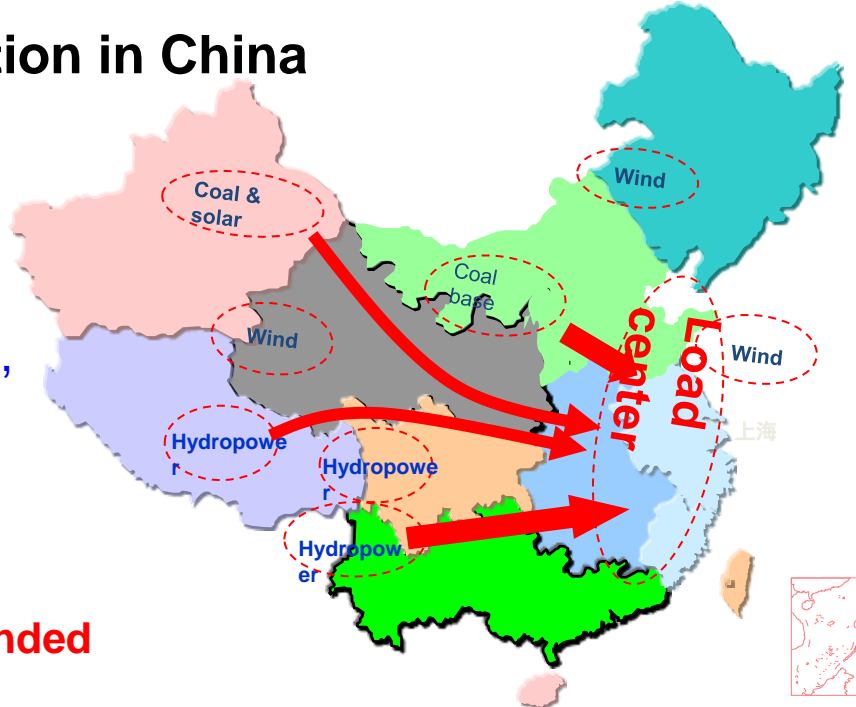 tion in China
Wind
Coal &
solar
Coal
base
Wind
Load
center
Wind
,
上海
Hydropowe
r
Hydropowe
r
Hydropow
er
nded